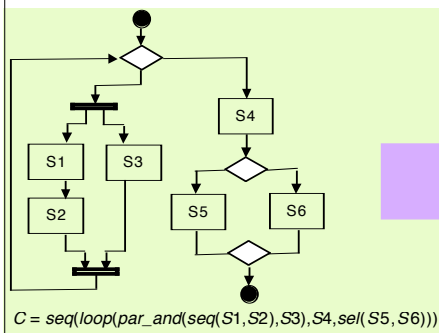 S4
S1
S3
S2
S5
S6
C = seq(loop(par_and(seq(S1,S2),S3),S4,sel(S5,S6)))